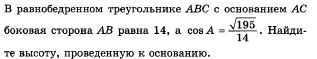 В равнобедренном треугольнике ABC с основанием AC
боковая сторона AB равна 14, а cos A = √195/14. Найди-
те высоту, проведенную к основанию.